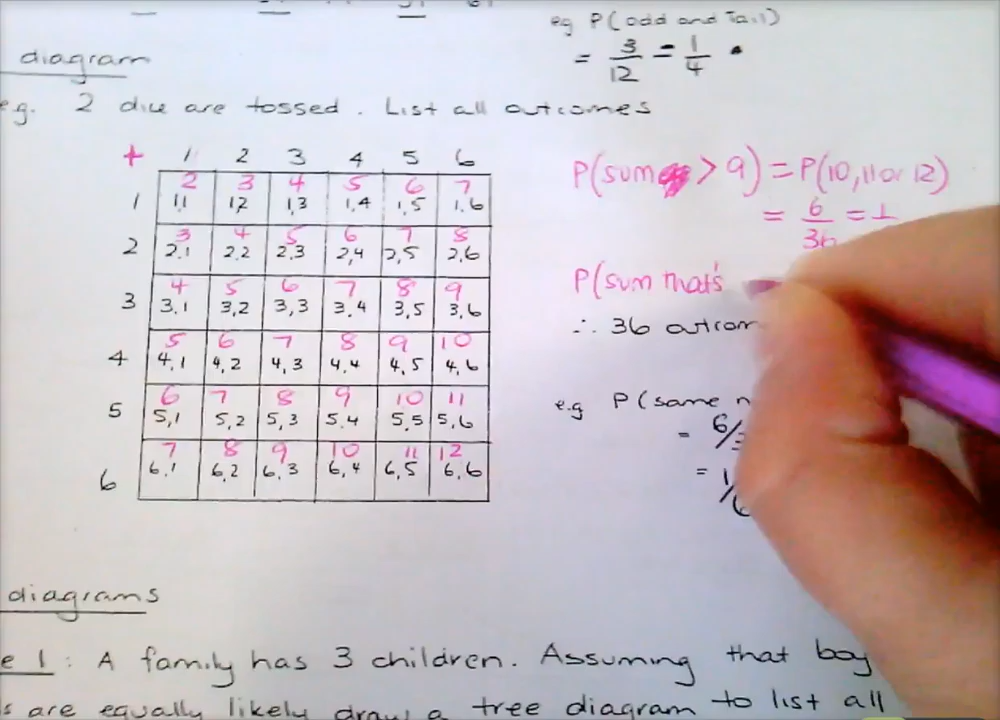 eg P(odd and Tail)
= 3/12 = 1/4
diagram
e.g. 2 dice are tossed. List all outcomes
+ 1 2 3 4 5 6
2 3 4 5 6 7
1 1,1 1,2 1,3 1,4 1,5 1,6
3 4 5 6 7 8
2 2,1 2,2 2,3 2,4 2,5 2,6
4 5 6 7 8 9
3 3,1 3,2 3,3 3,4 3,5 3,6
5 6 7 8 9 10
4 4,1 4,2 4,3 4,4 4,5 4,6
6 7 8 9 10 11
5 5,1 5,2 5,3 5,4 5,5 5,6
7 8 9 10 11 12
6 6,1 6,2 6,3 6,4 6,5 6,6
P(sum > 9) = P(10, 11 or 12)
= 6/36 = 1
P(sum that's
∴ 36 outcom
e.g P(same n
= 6/
= 1/6
diagrams
e 1 : A family has 3 children. Assuming that boy
s are equally likely draw a tree diagram to list all